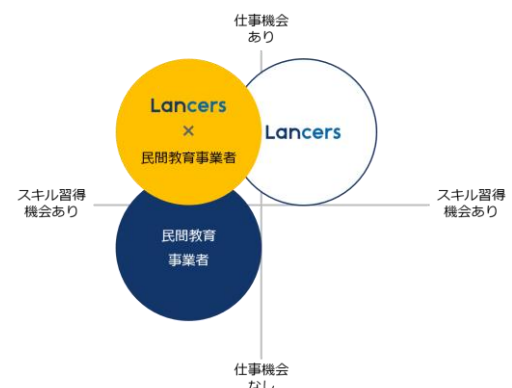 仕事機会
あり
Lancers
×
民間教育事業者
Lancers
スキル習得
機会あり
スキル習得
機会あり
民間教育
事業者
仕事機会
なし